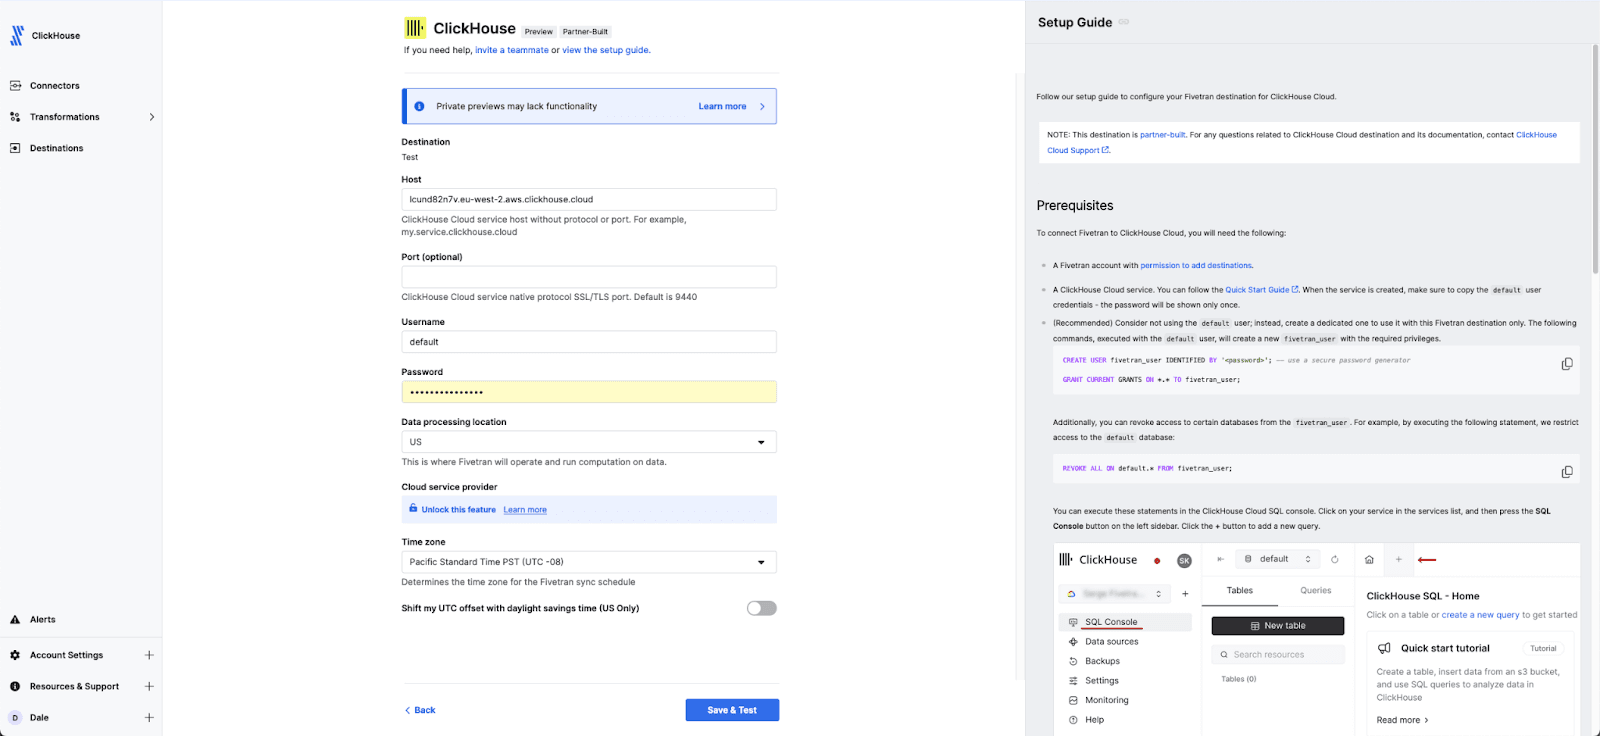 ClickHouse
Connectors
Transformations
Destinations
Alerts
Account Settings
Resources & Support
D Dale
ClickHouse Preview Partner-Built
If you need help, invite a teammate or view the setup guide.
Private previews may lack functionality Learn more
Destination
Test
Host
lcund82n7v.eu-west-2.aws.clickhouse.cloud
ClickHouse Cloud service host without protocol or port. For example,
my.service.clickhouse.cloud
Port (optional)
ClickHouse Cloud service native protocol SSL/TLS port. Default is 9440
Username
default
Password
•••••••••••••••
Data processing location
US
This is where Fivetran will operate and run computation on data.
Cloud service provider
Unlock this feature Learn more
Time zone
Pacific Standard Time PST (UTC -08)
Determines the time zone for the Fivetran sync schedule
Shift my UTC offset with daylight savings time (US Only)
Back
Save & Test
Setup Guide
Follow our setup guide to configure your Fivetran destination for ClickHouse Cloud.
NOTE: This destination is partner-built. For any questions related to ClickHouse Cloud destination and its documentation, contact ClickHouse
Cloud Support.
Prerequisites
To connect Fivetran to ClickHouse Cloud, you will need the following:
A Fivetran account with permission to add destinations.
A ClickHouse Cloud service. You can follow the Quick Start Guide. When the service is created, make sure to copy the default user
credentials - the password will be shown only once.
(Recommended) Consider not using the default user; instead, create a dedicated one to use it with this Fivetran destination only. The following
commands, executed with the default user, will create a new fivetran_user with the required privileges.
CREATE USER fivetran_user IDENTIFIED BY '<password>'; -- use a secure password generator
GRANT CURRENT GRANTS ON *.* TO fivetran_user;
Additionally, you can revoke access to certain databases from the fivetran_user. For example, by executing the following statement, we restrict
access to the default database:
REVOKE ALL ON default.* FROM fivetran_user;
You can execute these statements in the ClickHouse Cloud SQL console. Click on your service in the services list, and then press the SQL
Console button on the left sidebar. Click the + button to add a new query.
ClickHouse SK
SQL Console
Data sources
Backups
Settings
Monitoring
Help
default
Tables Queries
New table
Search resources
Tables (0)
ClickHouse SQL - Home
Click on a table or create a new query to get started
Quick start tutorial Tutorial
Create a table, insert data from an s3 bucket,
and use SQL queries to analyze data in
ClickHouse
Read more